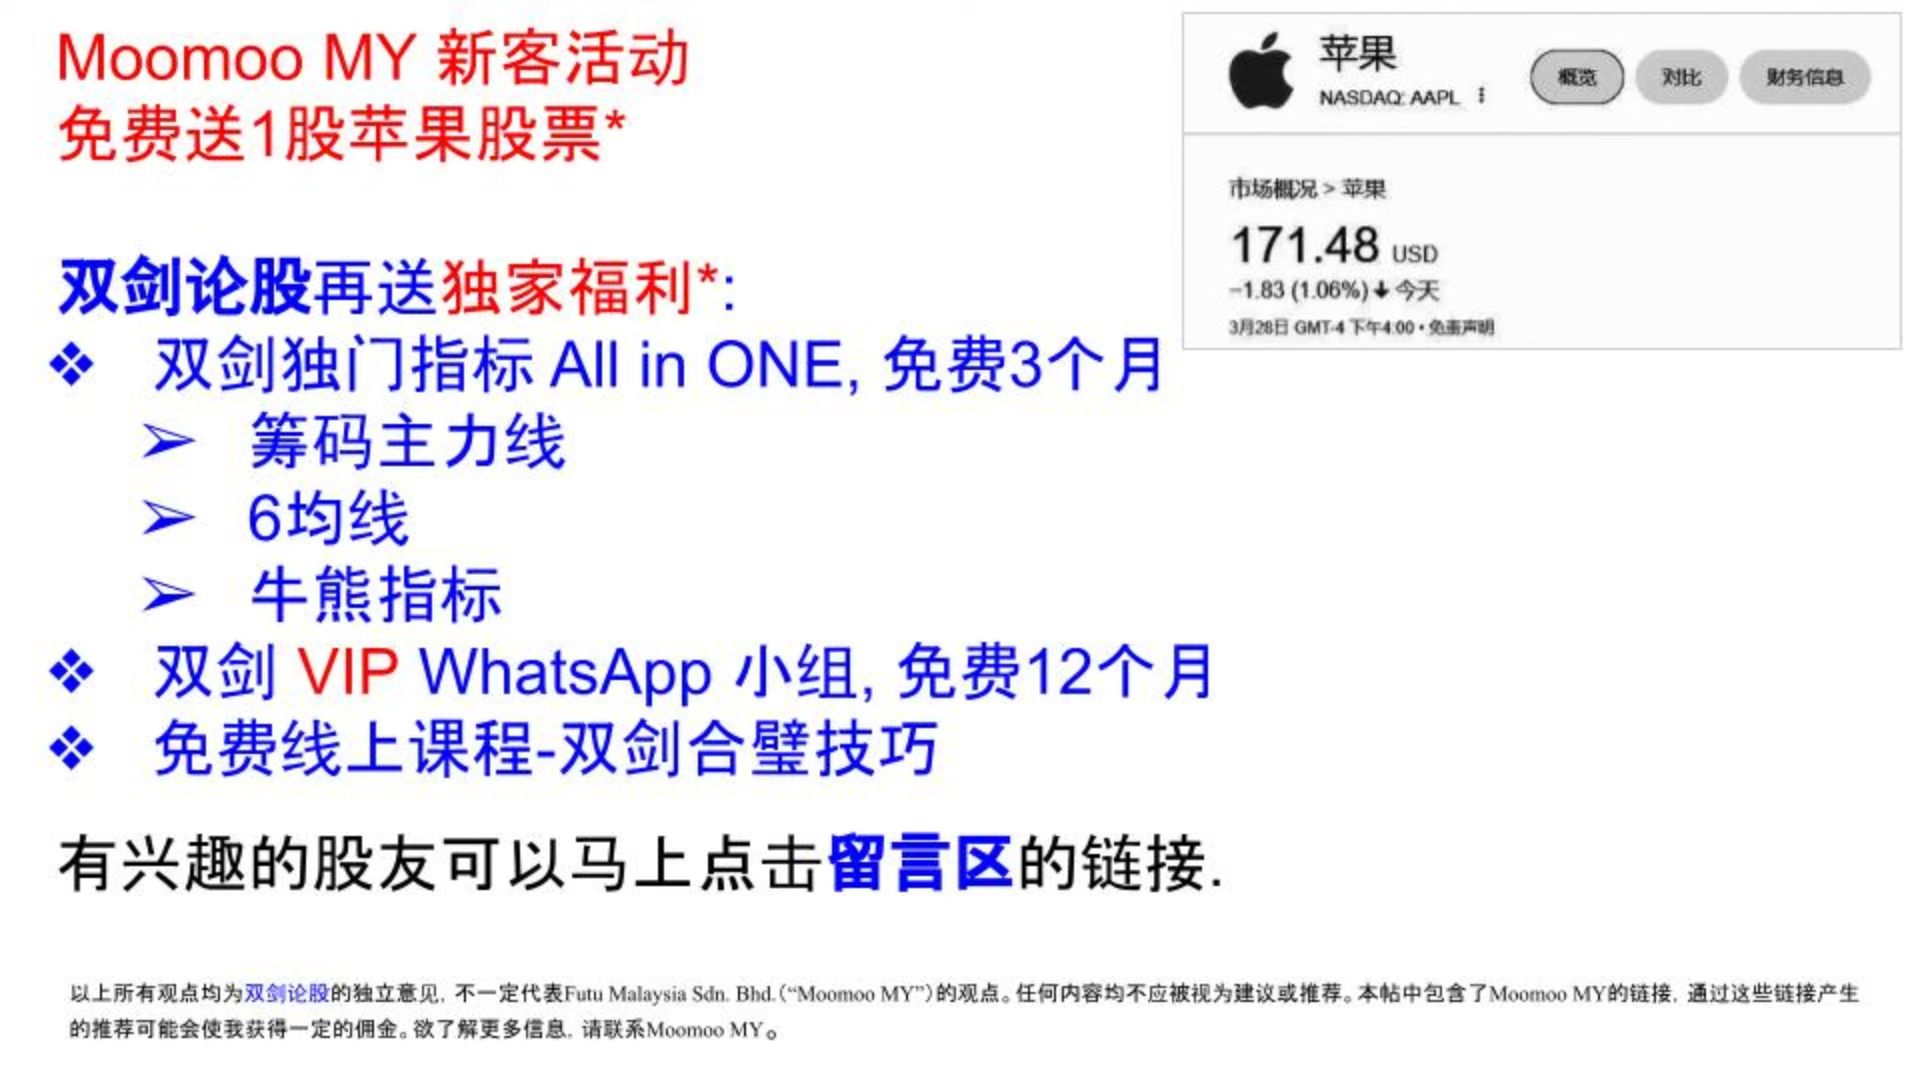 Moomoo MY 新客活动
免费送1股苹果股票*
苹果
NASDAQ: AAPL
概览
对比
财务信息
市场概况 > 苹果
171.48 USD
−1.83 (1.06%)↓今天
3月28日 GMT-4 下午4:00 • 免责声明
双剑论股再送独家福利*:
❖ 双剑独门指标 All in ONE, 免费3个月
➢ 筹码主力线
➢ 6均线
➢ 牛熊指标
❖ 双剑 VIP WhatsApp 小组, 免费12个月
❖ 免费线上课程-双剑合璧技巧
有兴趣的股友可以马上点击留言区的链接.
以上所有观点均为双剑论股的独立意见, 不一定代表Futu Malaysia Sdn. Bhd.(“Moomoo MY”)的观点。任何内容均不应被视为建议或推荐。本帖中包含了Moomoo MY的链接, 通过这些链接产生
的推荐可能会使我获得一定的佣金。欲了解更多信息, 请联系Moomoo MY。